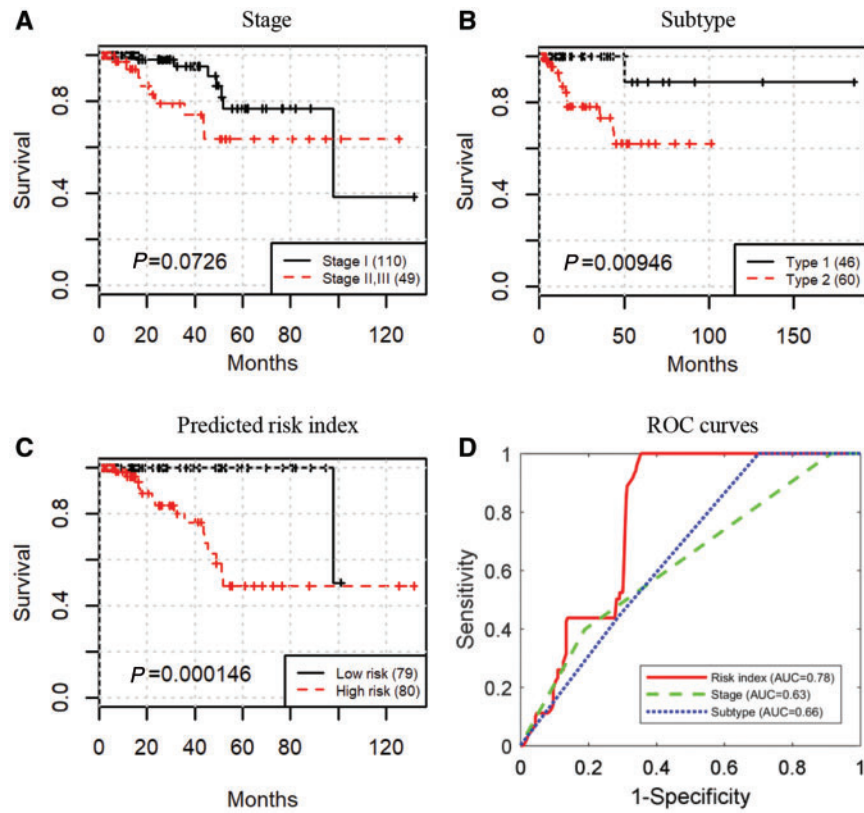 A
Stage
Survival
0.0 0.4 0.8
P=0.0726
Stage I (110)
Stage II,III (49)
0 20 40 60 80 120
Months
B
Subtype
Survival
0.0 0.4 0.8
P=0.00946
Type 1 (46)
Type 2 (60)
0 50 100 150
Months
C
Predicted risk index
Survival
0.0 0.4 0.8
P=0.000146
Low risk (79)
High risk (80)
0 20 40 60 80 120
Months
D
ROC curves
Sensitivity
1
0.8
0.6
0.4
0.2
0
Risk index (AUC=0.78)
Stage (AUC=0.63)
Subtype (AUC=0.66)
0 0.2 0.4 0.6 0.8 1
1-Specificity